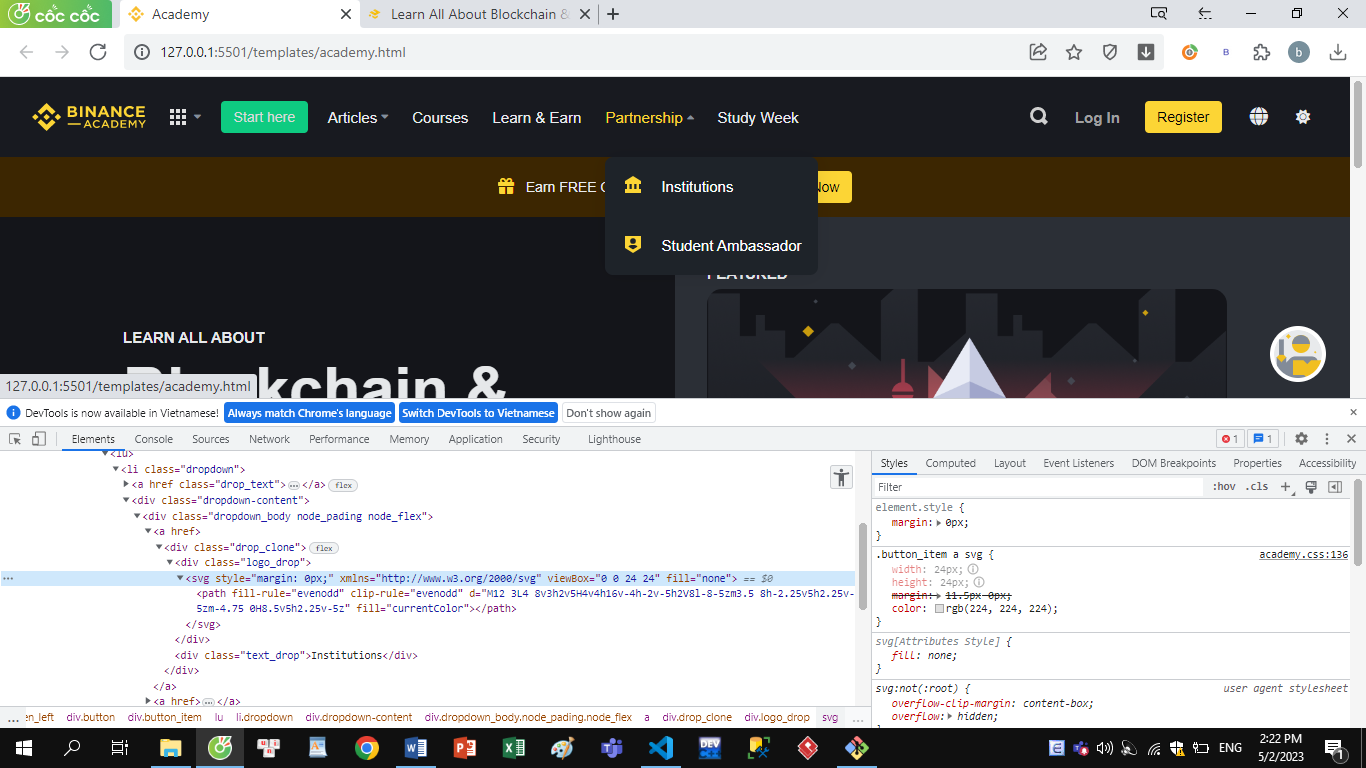 cốc cốc
Academy
Learn All About Blockchain &
127.0.0.1:5501/templates/academy.html
B
b
BINANCE
ACADEMY
Start here
Articles
Courses
Learn & Earn
Partnership
Study Week
Log In
Register
Earn FREE
Now
Institutions
Student Ambassador
FEATURED
LEARN ALL ABOUT
Blockchain &
127.0.0.1:5501/templates/academy.html
DevTools is now available in Vietnamese!
Always match Chrome's language
Switch DevTools to Vietnamese
Don't show again
Elements
Console
Sources
Network
Performance
Memory
Application
Security
Lighthouse
1
1
<lu>
<li class="dropdown">
<a href class="drop_text"> … </a> flex
<div class="dropdown-content">
<div class="dropdown_body node_pading node_flex">
<a href>
<div class="drop_clone"> flex
<div class="logo_drop">
<svg style="margin: 0px;" xmlns="http://www.w3.org/2000/svg" viewBox="0 0 24 24" fill="none"> == $0
<path fill-rule="evenodd" clip-rule="evenodd" d="M12 3L4 8v3h2v5H4v4h16v-4h-2v-5h2V8l-8-5zm3.5 8h-2.25v5h2.25v-
5zm-4.75 0H8.5v5h2.25v-5z" fill="currentColor"></path>
</svg>
</div>
<div class="text_drop">Institutions</div>
</div>
</a>
<a href> … </a>
… en_left div.button div.button_item lu li.dropdown div.dropdown-content div.dropdown_body.node_pading.node_flex a div.drop_clone div.logo_drop svg …
Styles
Computed
Layout
Event Listeners
DOM Breakpoints
Properties
Accessibility
Filter
:hov
.cls
element.style {
margin: 0px;
}
.button_item a svg {
academy.css:136
width: 24px;
height: 24px;
margin: 11.5px 0px;
color: rgb(224, 224, 224);
}
svg[Attributes Style] {
fill: none;
}
svg:not(:root) {
user agent stylesheet
overflow-clip-margin: content-box;
overflow: hidden;
DEV
ENG
2:22 PM
5/2/2023
1